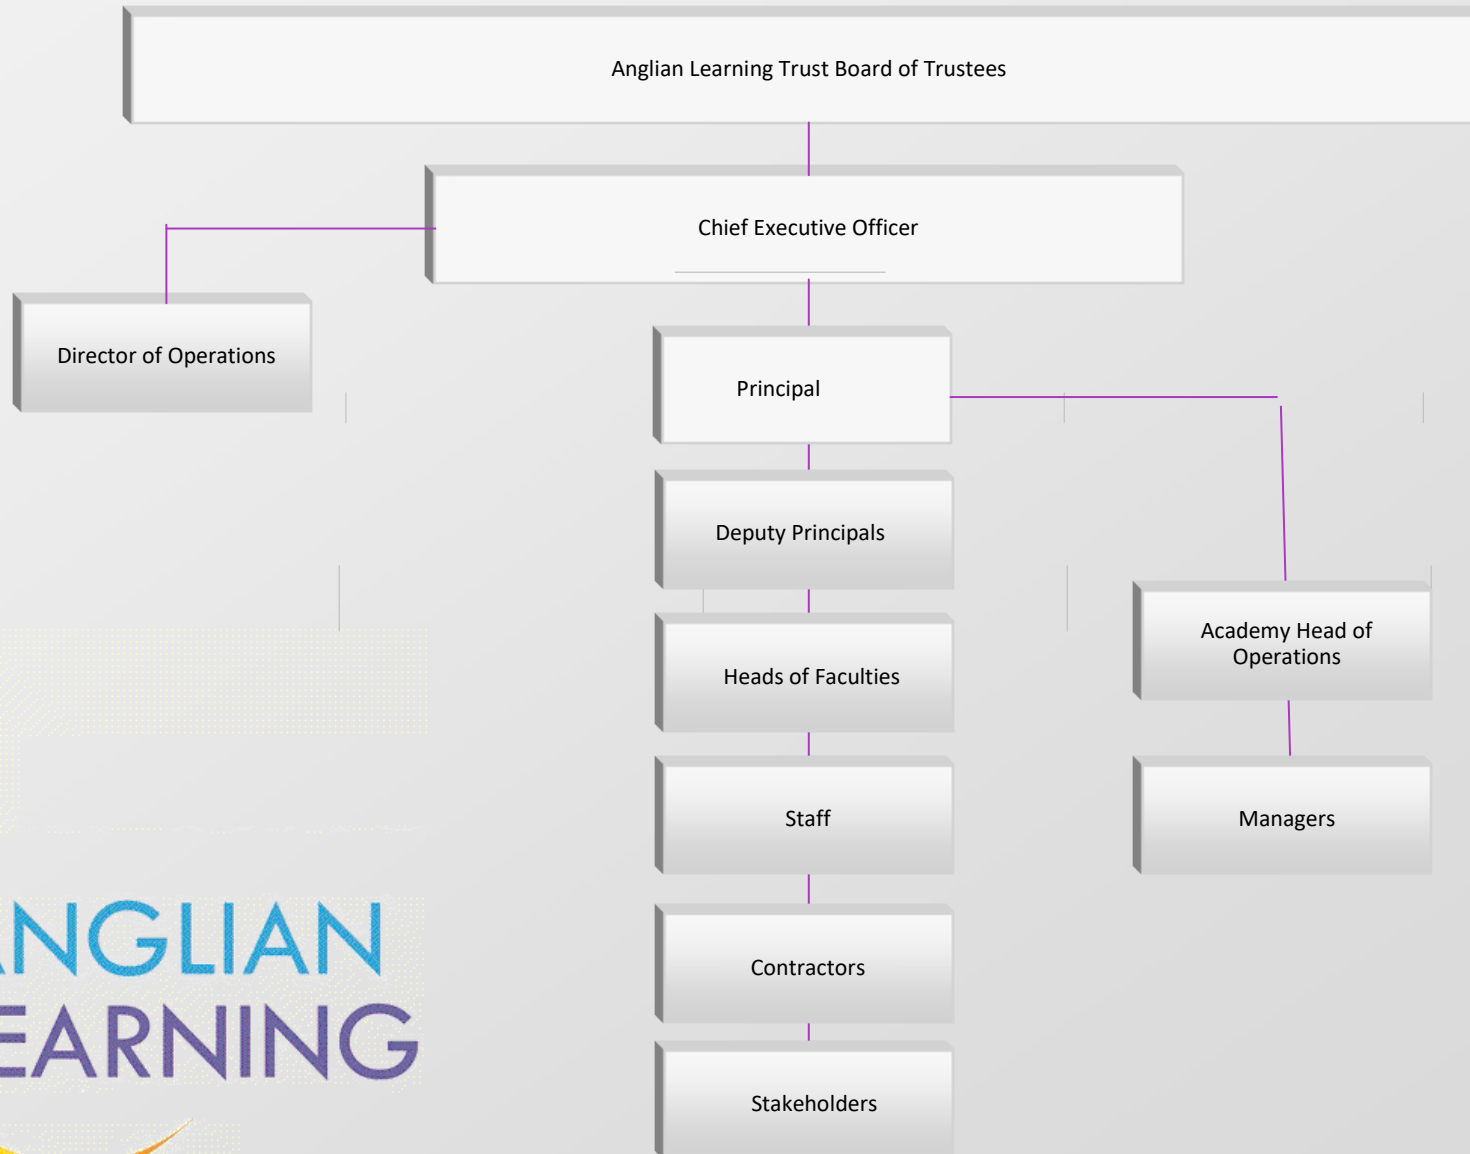 Anglian Learning Trust Board of Trustees
Chief Executive Officer
Director of Operations
Principal
Deputy Principals
Academy Head of
Operations
Heads of Faculties
Staff
Managers
Contractors
Stakeholders
ANGLIAN
EARNING